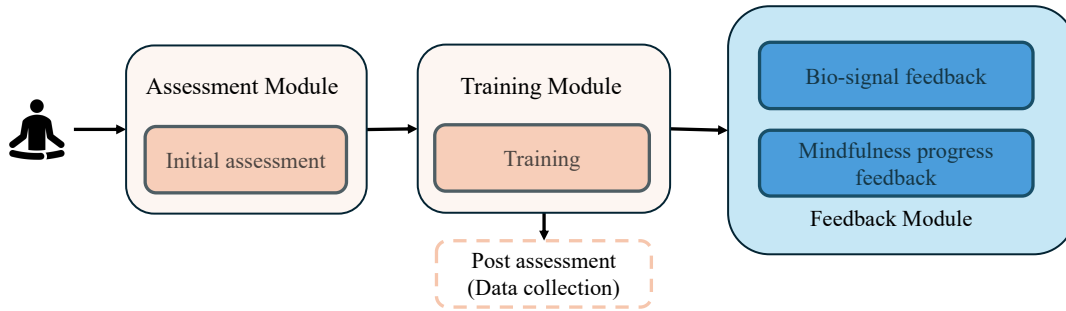 Assessment Module
Initial assessment
Training Module
Training
Post assessment
(Data collection)
Bio-signal feedback
Mindfulness progress
feedback
Feedback Module